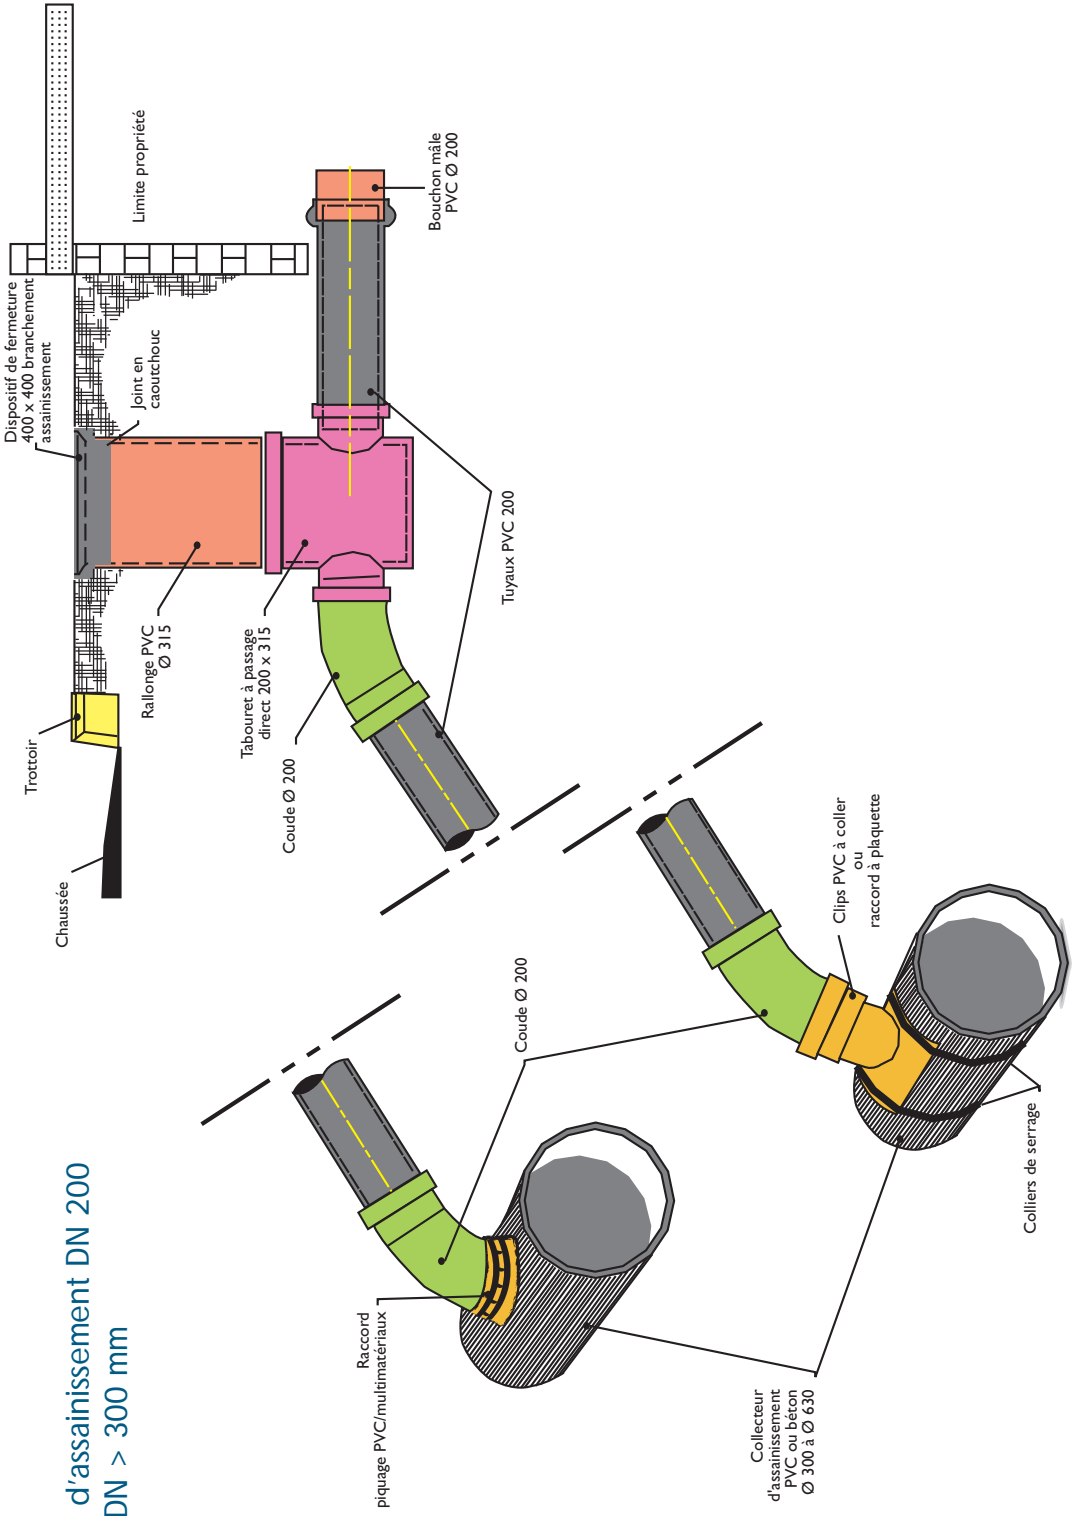 d'assainissement DN 200
DN > 300 mm
Chaussée
Trottoir
Dispositif de fermeture
400 x 400 branchement
assainissement
Joint en
caoutchouc
Limite propriété
Rallonge PVC
Ø 315
Tabouret à passage
direct 200 x 315
Coude Ø 200
Bouchon mâle
PVC Ø 200
Tuyaux PVC 200
Raccord
piquage PVC/multimatériaux
Coude Ø 200
Clips PVC à coller
ou
raccord à plaquette
Collecteur
d'assainissement
PVC ou béton
Ø 300 à Ø 630
Colliers de serrage